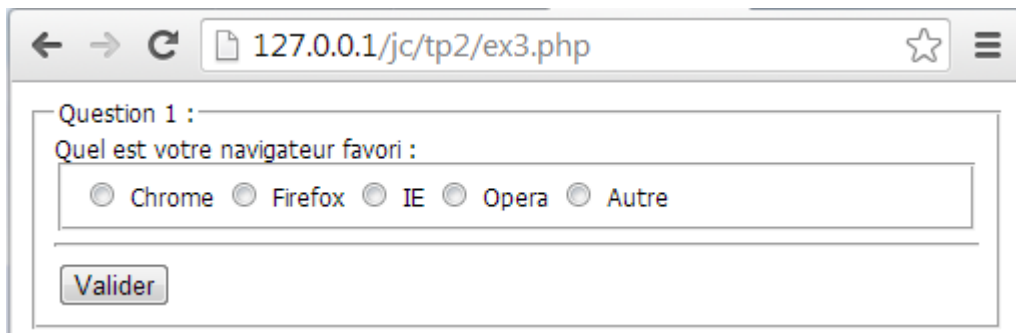 127.0.0.1/jc/tp2/ex3.php
Question 1 :
Quel est votre navigateur favori :
Chrome Firefox IE Opera Autre
Valider